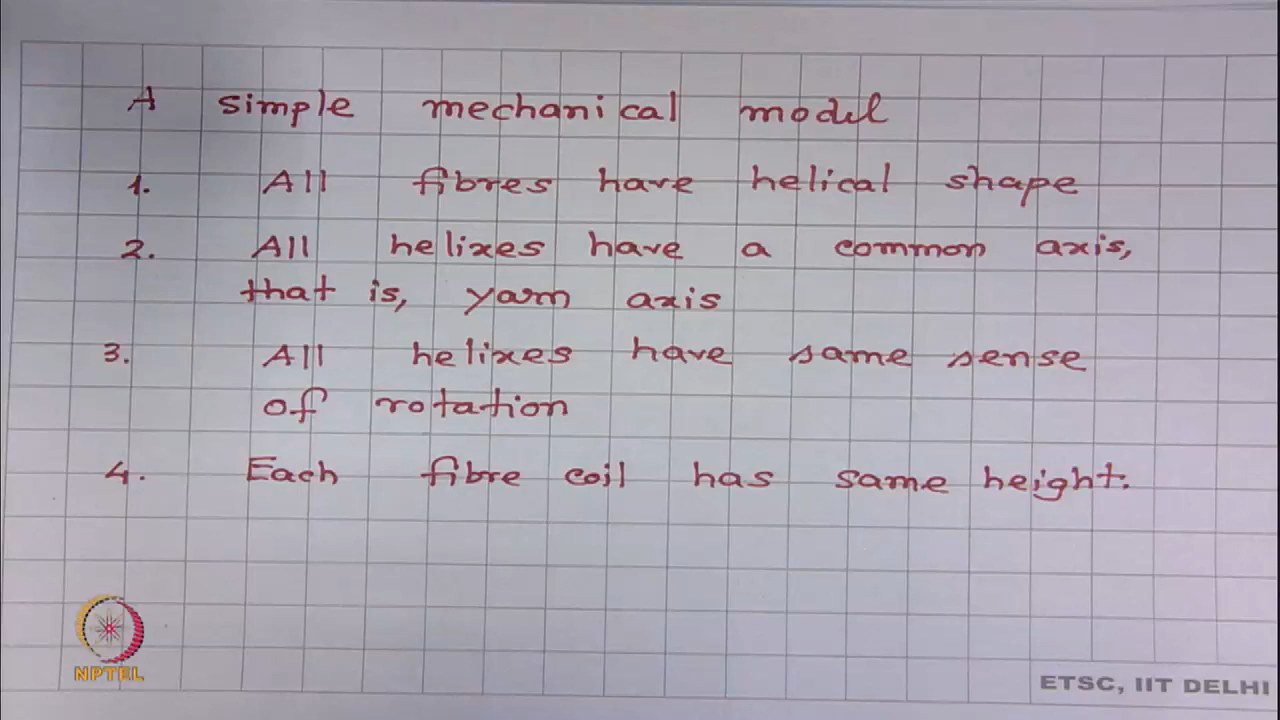 A simple mechanical model
1. All fibres have helical shape
2. All helixes have a common axis,
that is, yarn axis
3. All helixes have same sense
of rotation
4. Each fibre coil has same height.
NPTEL
ETSC, IIT DELHI